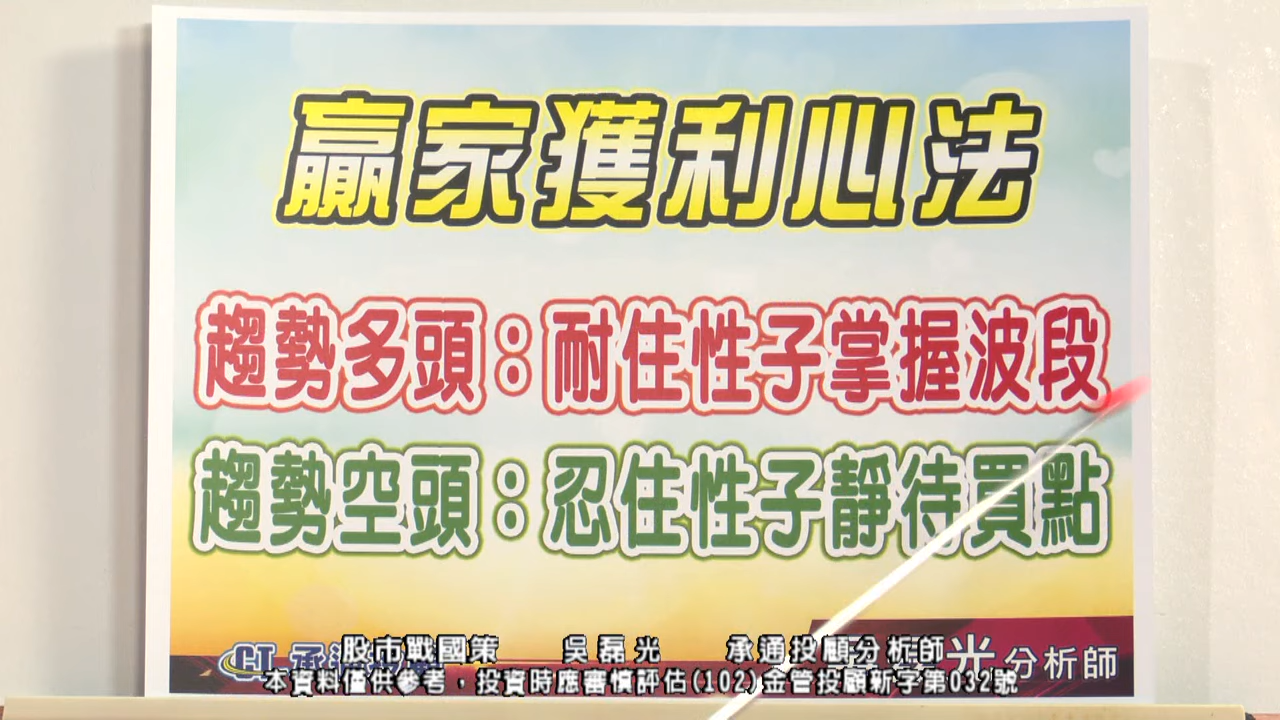 贏家獲利心法
趨勢多頭：耐住性子掌握波段
趨勢空頭：忍住性子靜待買點
股市戰國策 吳磊光 承通投顧分析師
光分析師
本資料僅供參考，投資時應審慎評估(102)金管投顧新字第032號